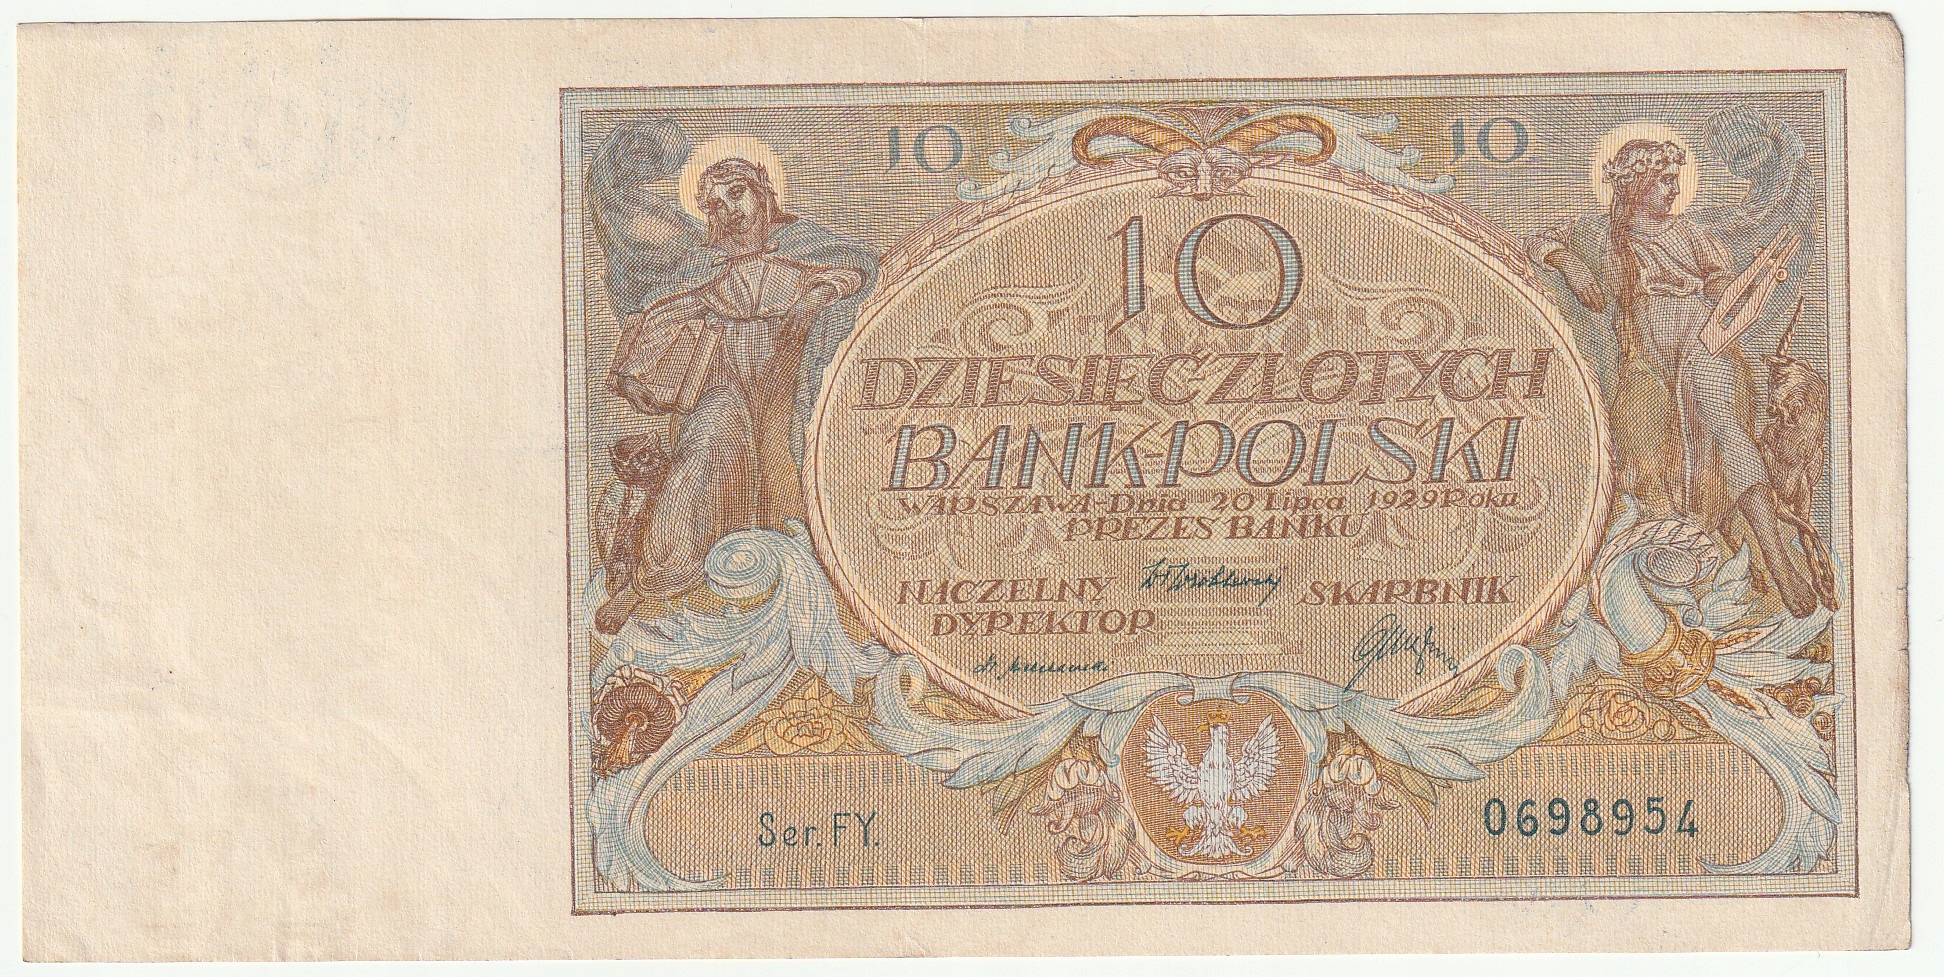 10 10
10
DZIESIĘĆ-ZŁOTYCH
BANK-POLSKI
WARSZAWA-Dnia 20 Lipca 1929 Roku
PREZES BANKU
NACZELNY SKARBNIK
DYREKTOR
Ser. FY. 0698954